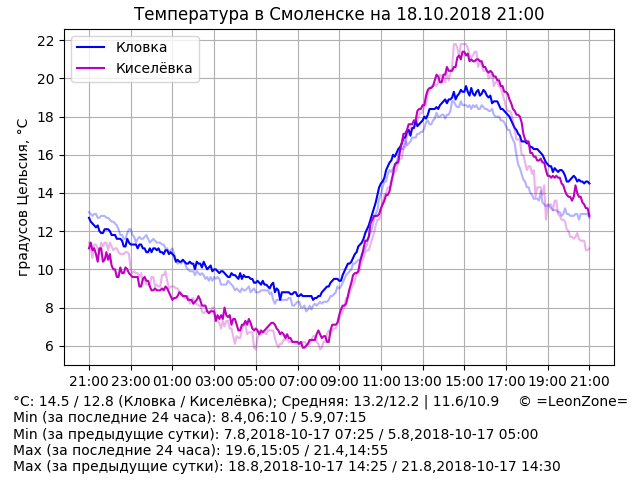 Температура в Смоленске на 18.10.2018 21:00
градусов Цельсия, °C
22
20
18
16
14
12
10
8
6
Кловка
Киселёвка
21:00 23:00 01:00 03:00 05:00 07:00 09:00 11:00 13:00 15:00 17:00 19:00 21:00
°C: 14.5 / 12.8 (Кловка / Киселёвка); Средняя: 13.2/12.2 | 11.6/10.9 © =LeonZone=
Min (за последние 24 часа): 8.4,06:10 / 5.9,07:15
Min (за предыдущие сутки): 7.8,2018-10-17 07:25 / 5.8,2018-10-17 05:00
Max (за последние 24 часа): 19.6,15:05 / 21.4,14:55
Max (за предыдущие сутки): 18.8,2018-10-17 14:25 / 21.8,2018-10-17 14:30